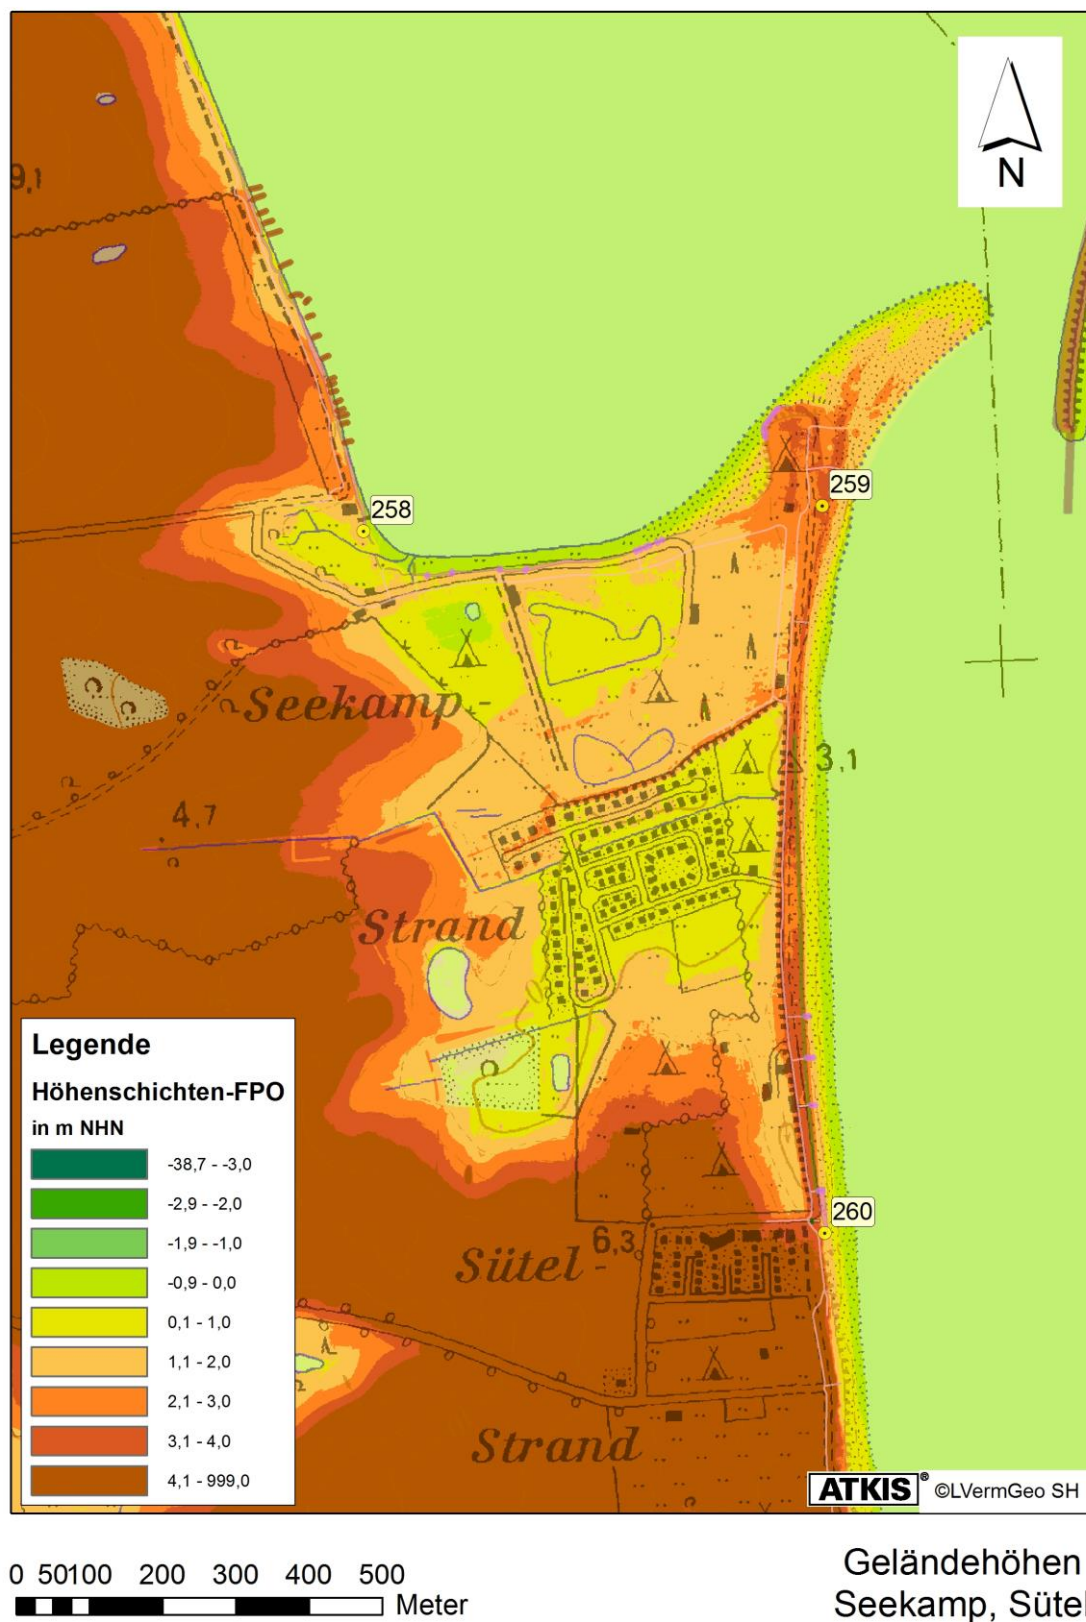 N
9,1
258
259
Seekamp -
3,1
4,7
Strand
0
260
6,3
Sütel -
Strand
Legende
Höhenschichten-FPO
in m NHN
-38,7 - -3,0
-2,9 - -2,0
-1,9 - -1,0
-0,9 - 0,0
0,1 - 1,0
1,1 - 2,0
2,1 - 3,0
3,1 - 4,0
4,1 - 999,0
ATKIS® ©LVermGeo SH
0 50 100 200 300 400 500
Meter
Geländehöhen
Seekamp, Sütel